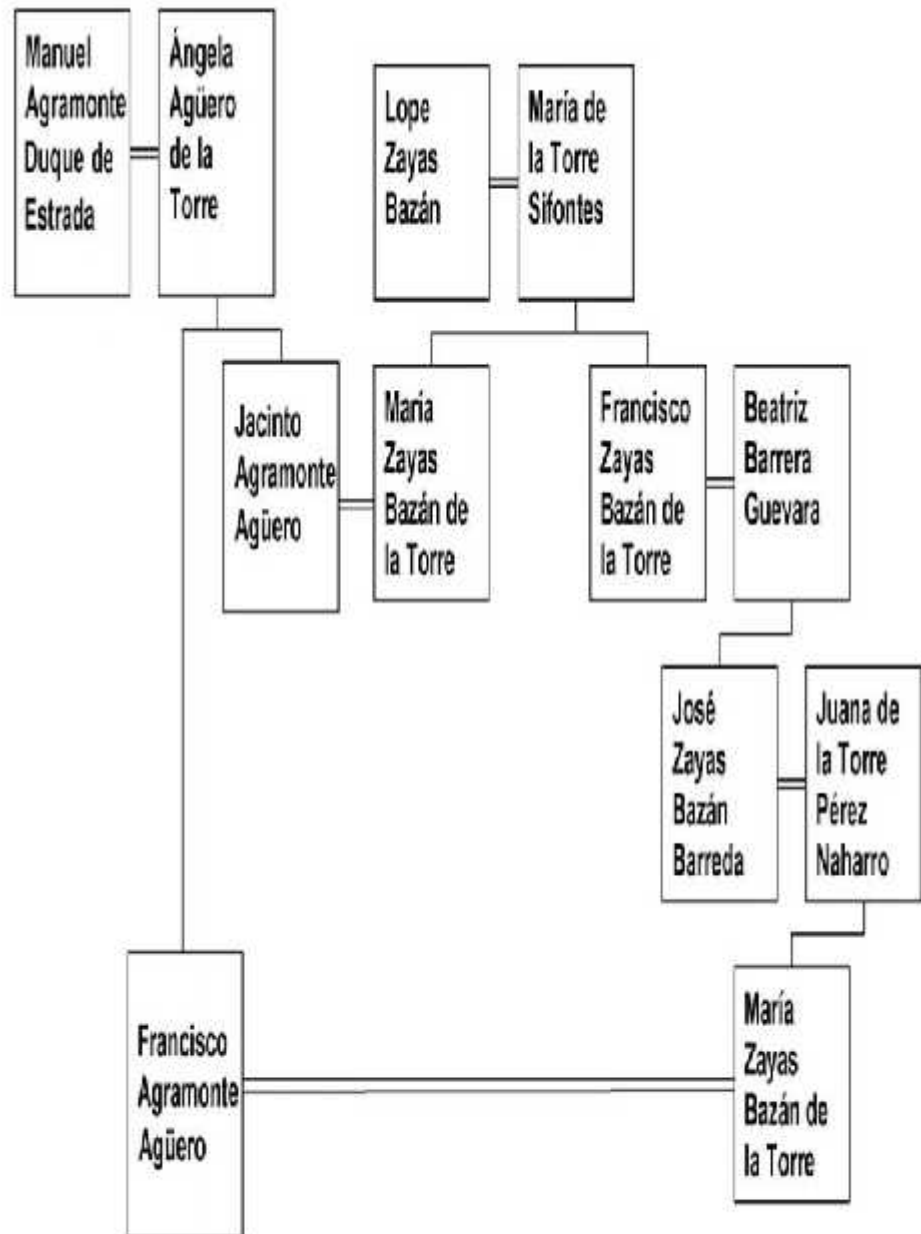 Manuel
Agramonte
Duque de
Estrada
Ángela
Agüero
de la
Torre
Lope
Zayas
Bazán
María de
la Torre
Sifontes
Jacinto
Agramonte
Agüero
María
Zayas
Bazán de
la Torre
Francisco
Zayas
Bazán de
la Torre
Beatriz
Barrera
Guevara
José
Zayas
Bazán
Barreda
Juana de
la Torre
Pérez
Naharro
Francisco
Agramonte
Agüero
María
Zayas
Bazán de
la Torre